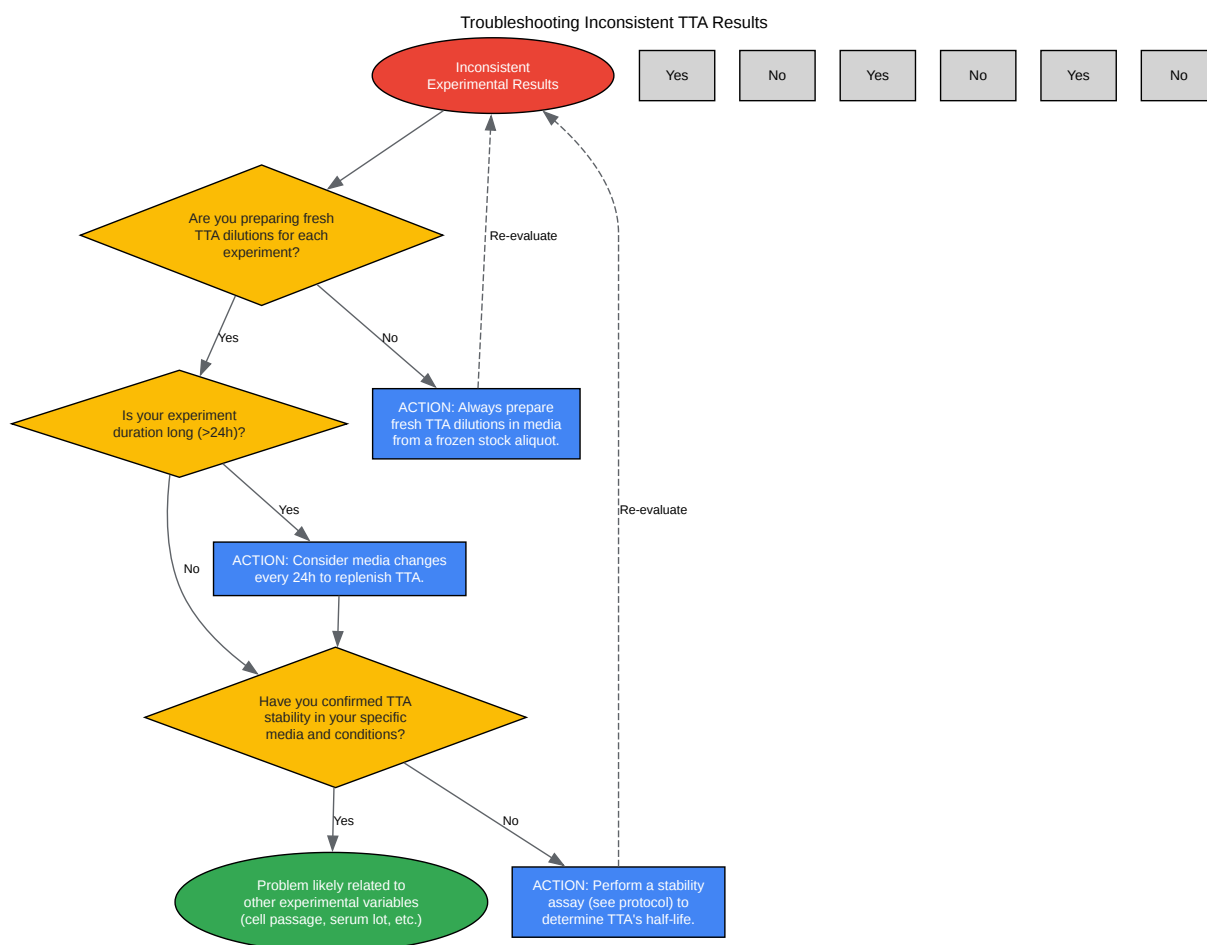 Troubleshooting Inconsistent TTA Results
Inconsistent
Experimental Results
Yes
No
Yes
No
Yes
No
Are you preparing fresh
TTA dilutions for each
experiment?
Re-evaluate
Yes
No
Is your experiment
duration long (>24h)?
ACTION: Always prepare
fresh TTA dilutions in media
from a frozen stock aliquot.
Yes
Re-evaluate
No
ACTION: Consider media changes
every 24h to replenish TTA.
Have you confirmed TTA
stability in your specific
media and conditions?
Yes
No
Problem likely related to
other experimental variables
(cell passage, serum lot, etc.)
ACTION: Perform a stability
assay (see protocol) to
determine TTA's half-life.